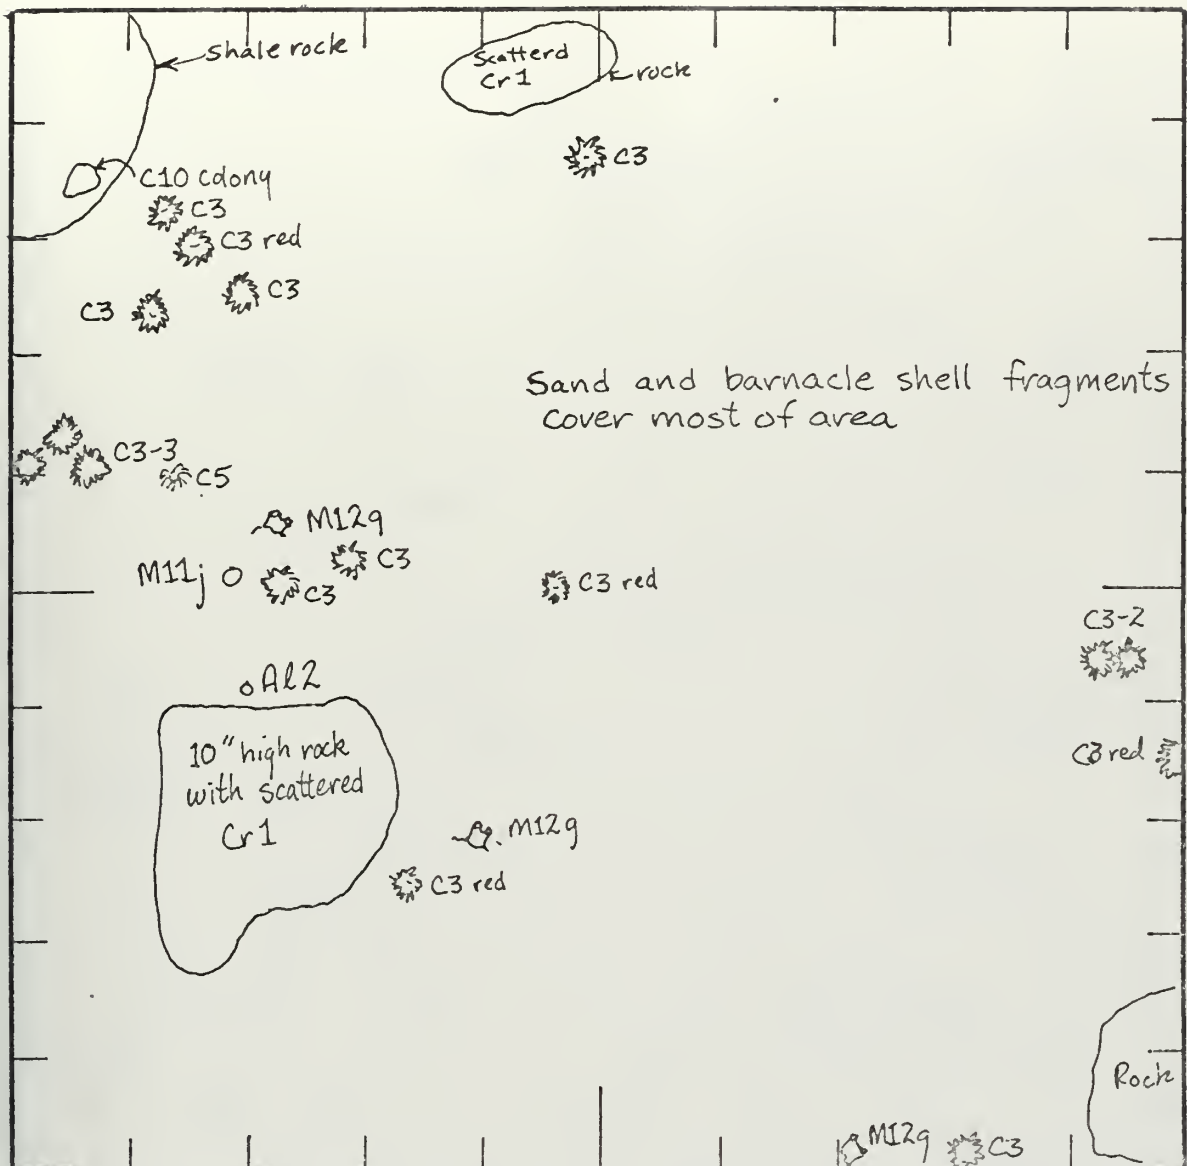 shale rock
Scatterd
Cr1
rock
C3
C10 colony
C3
C3 red
C3
C3
Sand and barnacle shell fragments
cover most of area
C3-3
C5
M12g
M11j
C3
C3
C3 red
C3-2
Al2
10" high rock
with scattered
Cr1
C3 red
M12g
C3 red
Rock
M12g
C3